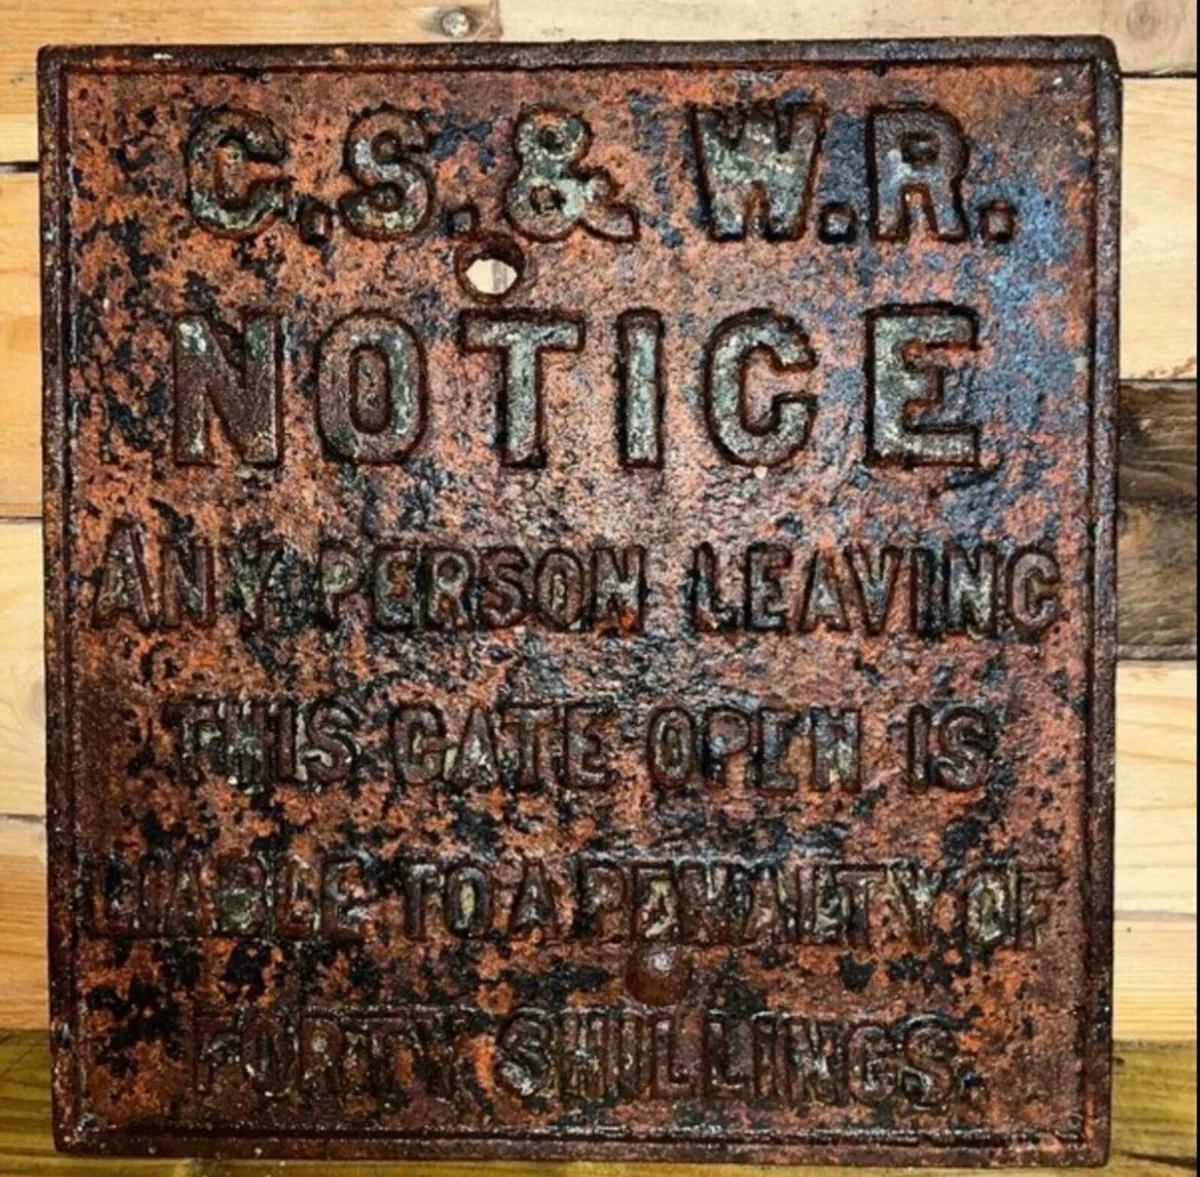 C.S.& W.R.
NOTICE
ANY PERSON LEAVING
THIS GATE OPEN IS
LIABLE TO A PENALTY OF
FORTY SHILLINGS.